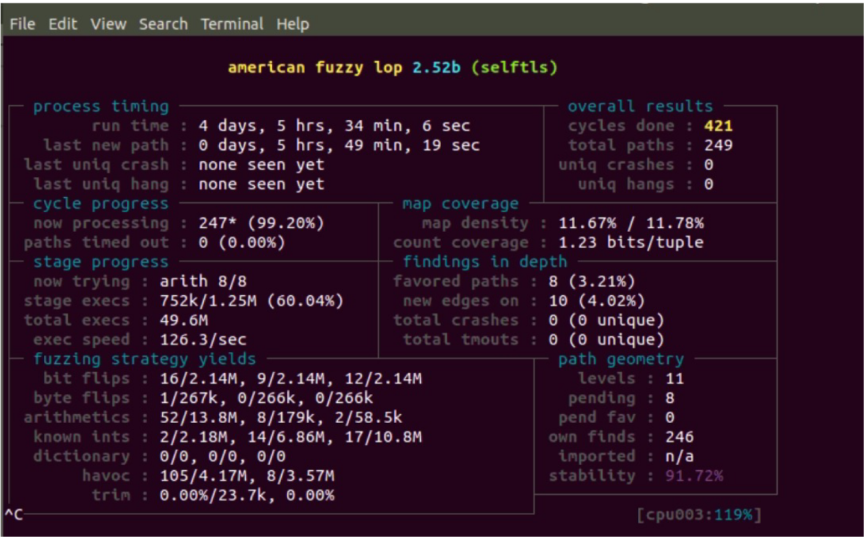 File Edit View Search Terminal Help
american fuzzy lop 2.52b (selftls)
process timing overall results
run time : 4 days, 5 hrs, 34 min, 6 sec cycles done : 421
last new path : 0 days, 5 hrs, 49 min, 19 sec total paths : 249
last uniq crash : none seen yet uniq crashes : 0
last uniq hang : none seen yet uniq hangs : 0
cycle progress map coverage
now processing : 247* (99.20%) map density : 11.67% / 11.78%
paths timed out : 0 (0.00%) count coverage : 1.23 bits/tuple
stage progress findings in depth
now trying : arith 8/8 favored paths : 8 (3.21%)
stage execs : 752k/1.25M (60.04%) new edges on : 10 (4.02%)
total execs : 49.6M total crashes : 0 (0 unique)
exec speed : 126.3/sec total tmouts : 0 (0 unique)
fuzzing strategy yields path geometry
bit flips : 16/2.14M, 9/2.14M, 12/2.14M levels : 11
byte flips : 1/267k, 0/266k, 0/266k pending : 8
arithmetics : 52/13.8M, 8/179k, 2/58.5k pend fav : 0
known ints : 2/2.18M, 14/6.86M, 17/10.8M own finds : 246
dictionary : 0/0, 0/0, 0/0 imported : n/a
havoc : 105/4.17M, 8/3.57M stability : 91.72%
trim : 0.00%/23.7k, 0.00%
^C [cpu003:119%]